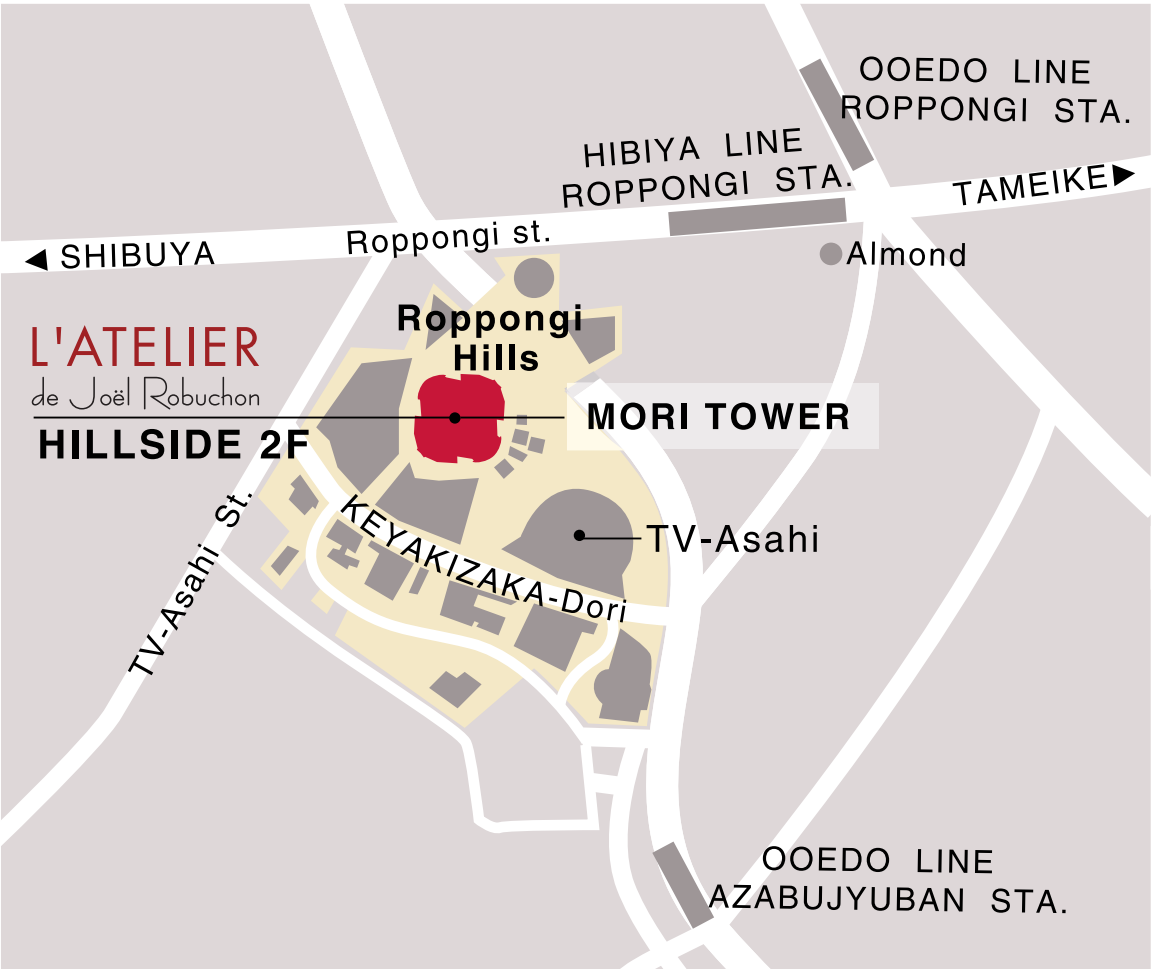 OOEDO LINE
ROPPONGI STA.
HIBIYA LINE
ROPPONGI STA.
TAMEIKE▶
◀ SHIBUYA
Roppongi st.
Almond
Roppongi
Hills
L'ATELIER
de Joël Robuchon
HILLSIDE 2F
MORI TOWER
KEYAKIZAKA-Dori
TV-Asahi
TV-Asahi St.
OOEDO LINE
AZABUJYUBAN STA.